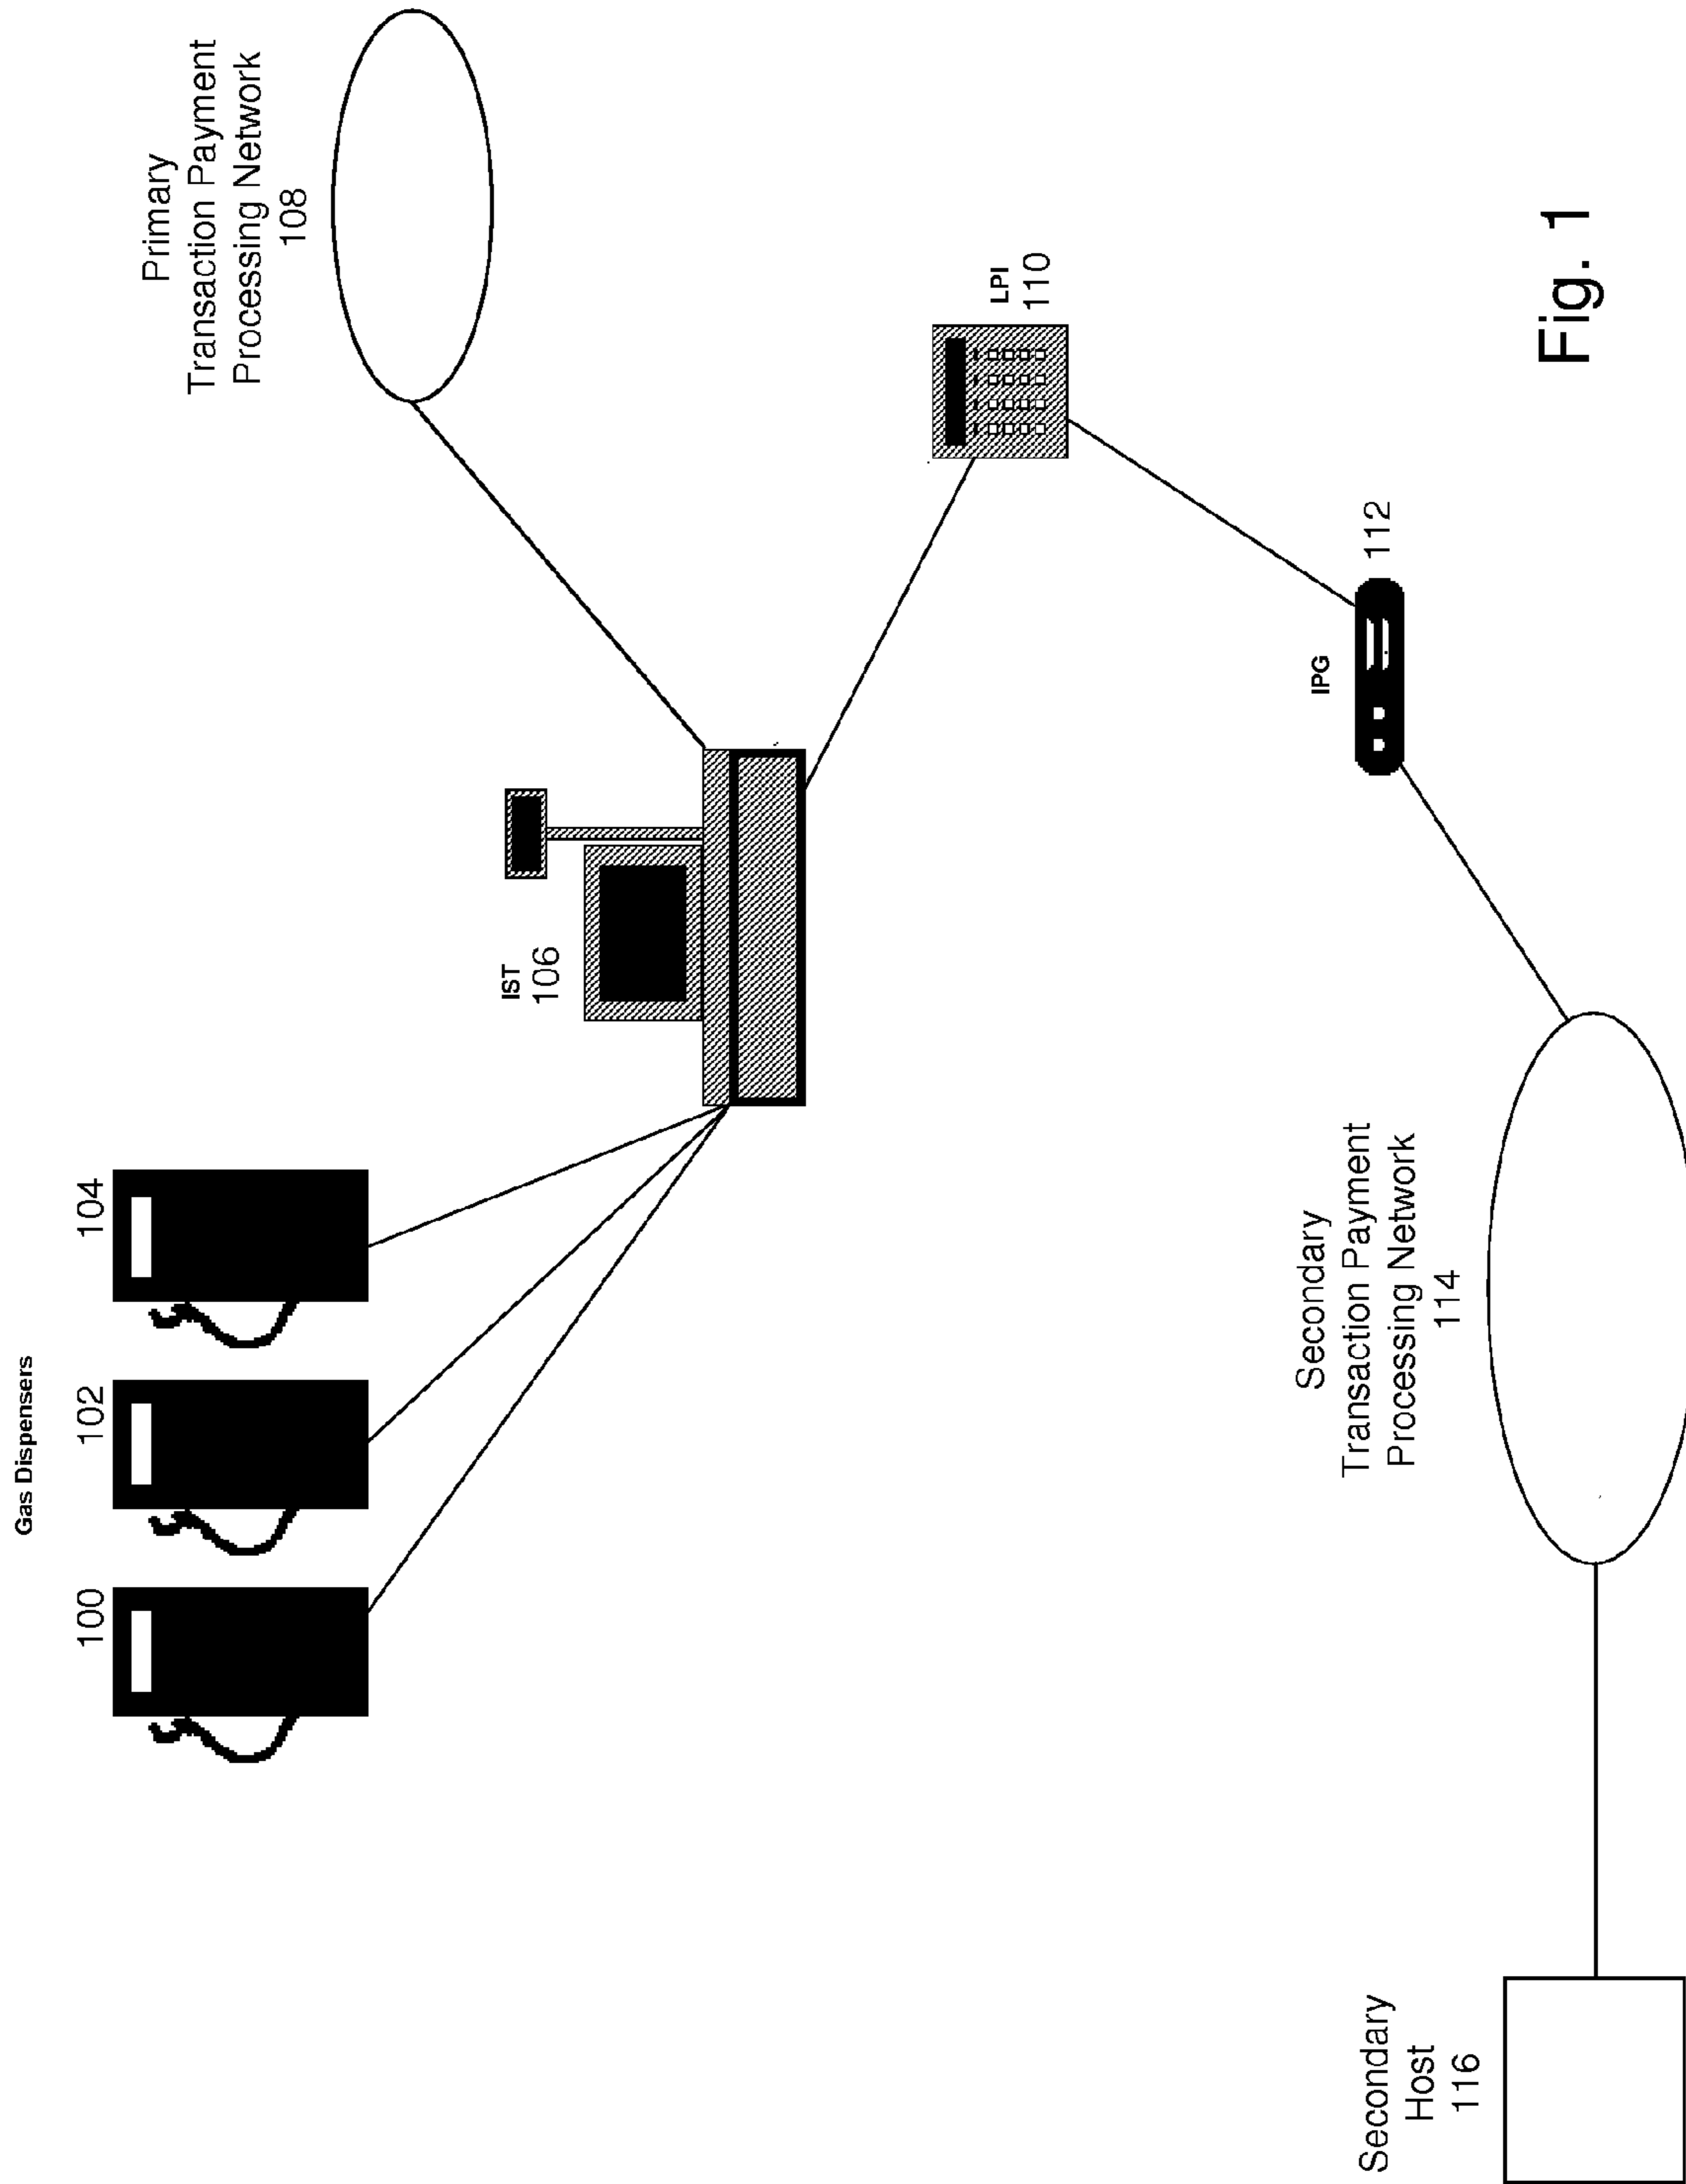 Gas Dispensers
100
102
104
Primary
Transaction Payment
Processing Network
108
IST
106
LPI
110
IPG
112
Secondary
Transaction Payment
Processing Network
114
Secondary
Host
116
Fig. 1